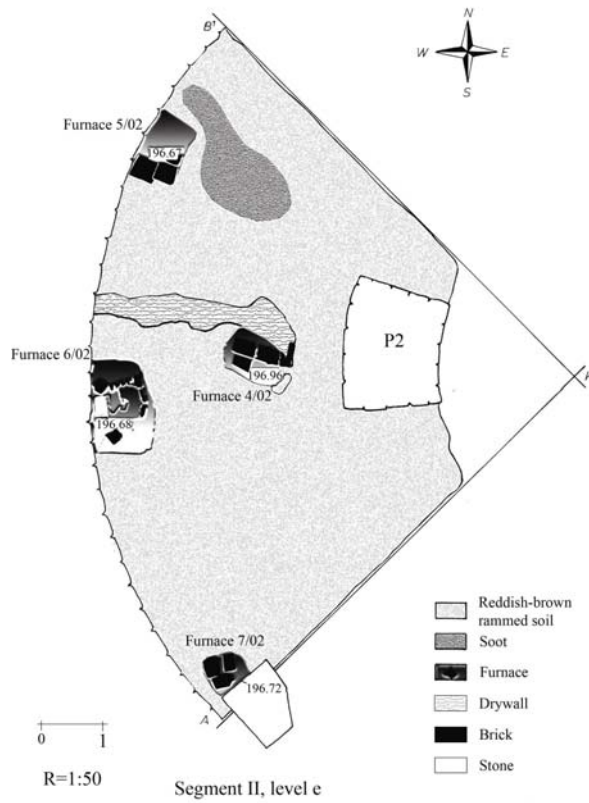 B'
N
W E
S
Furnace 5/02
196.67
Furnace 6/02
P2
96.96
Furnace 4/02
196.68
Furnace 7/02
196.72
A
Reddish-brown
rammed soil
Soot
Furnace
Drywall
Brick
Stone
0 1
R=1:50
Segment II, level e